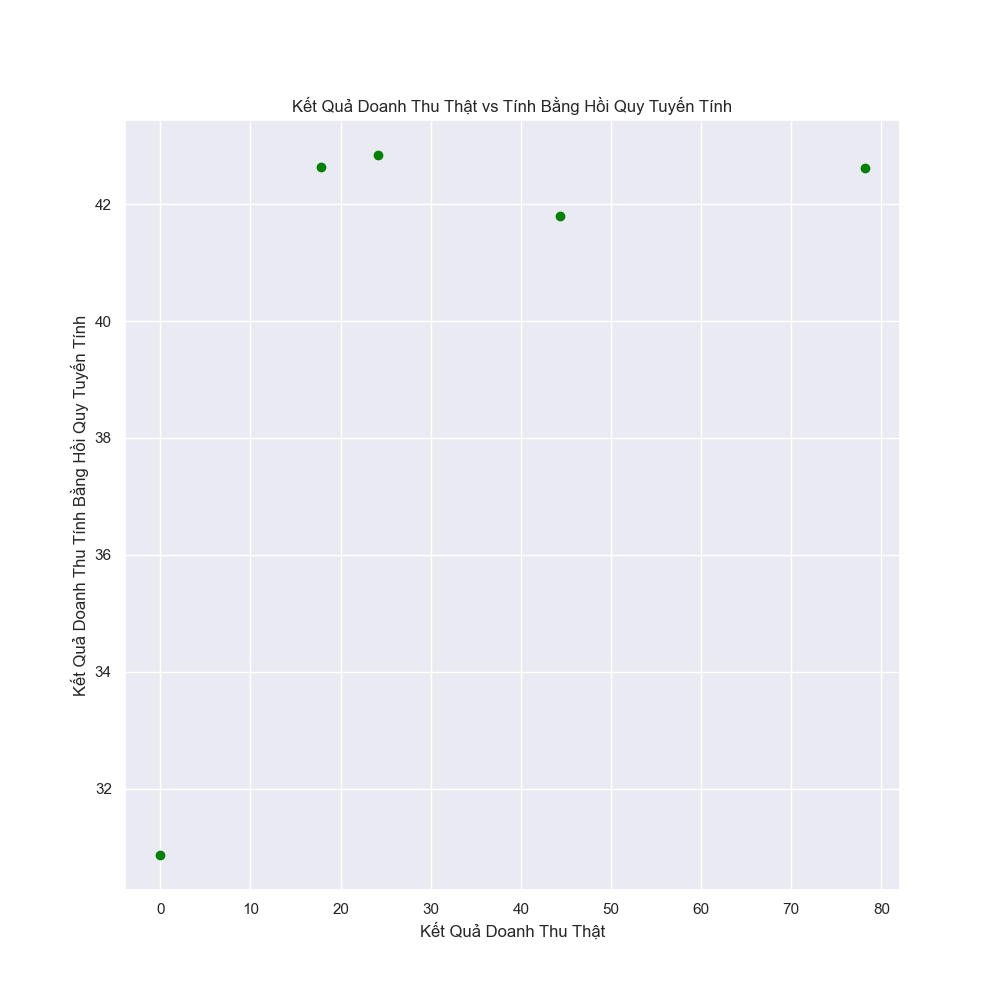 Kết Quả Doanh Thu Thật vs Tính Bằng Hồi Quy Tuyến Tính
Kết Quả Doanh Thu Tính Bằng Hồi Quy Tuyến Tính
42
40
38
36
34
32
0 10 20 30 40 50 60 70 80
Kết Quả Doanh Thu Thật